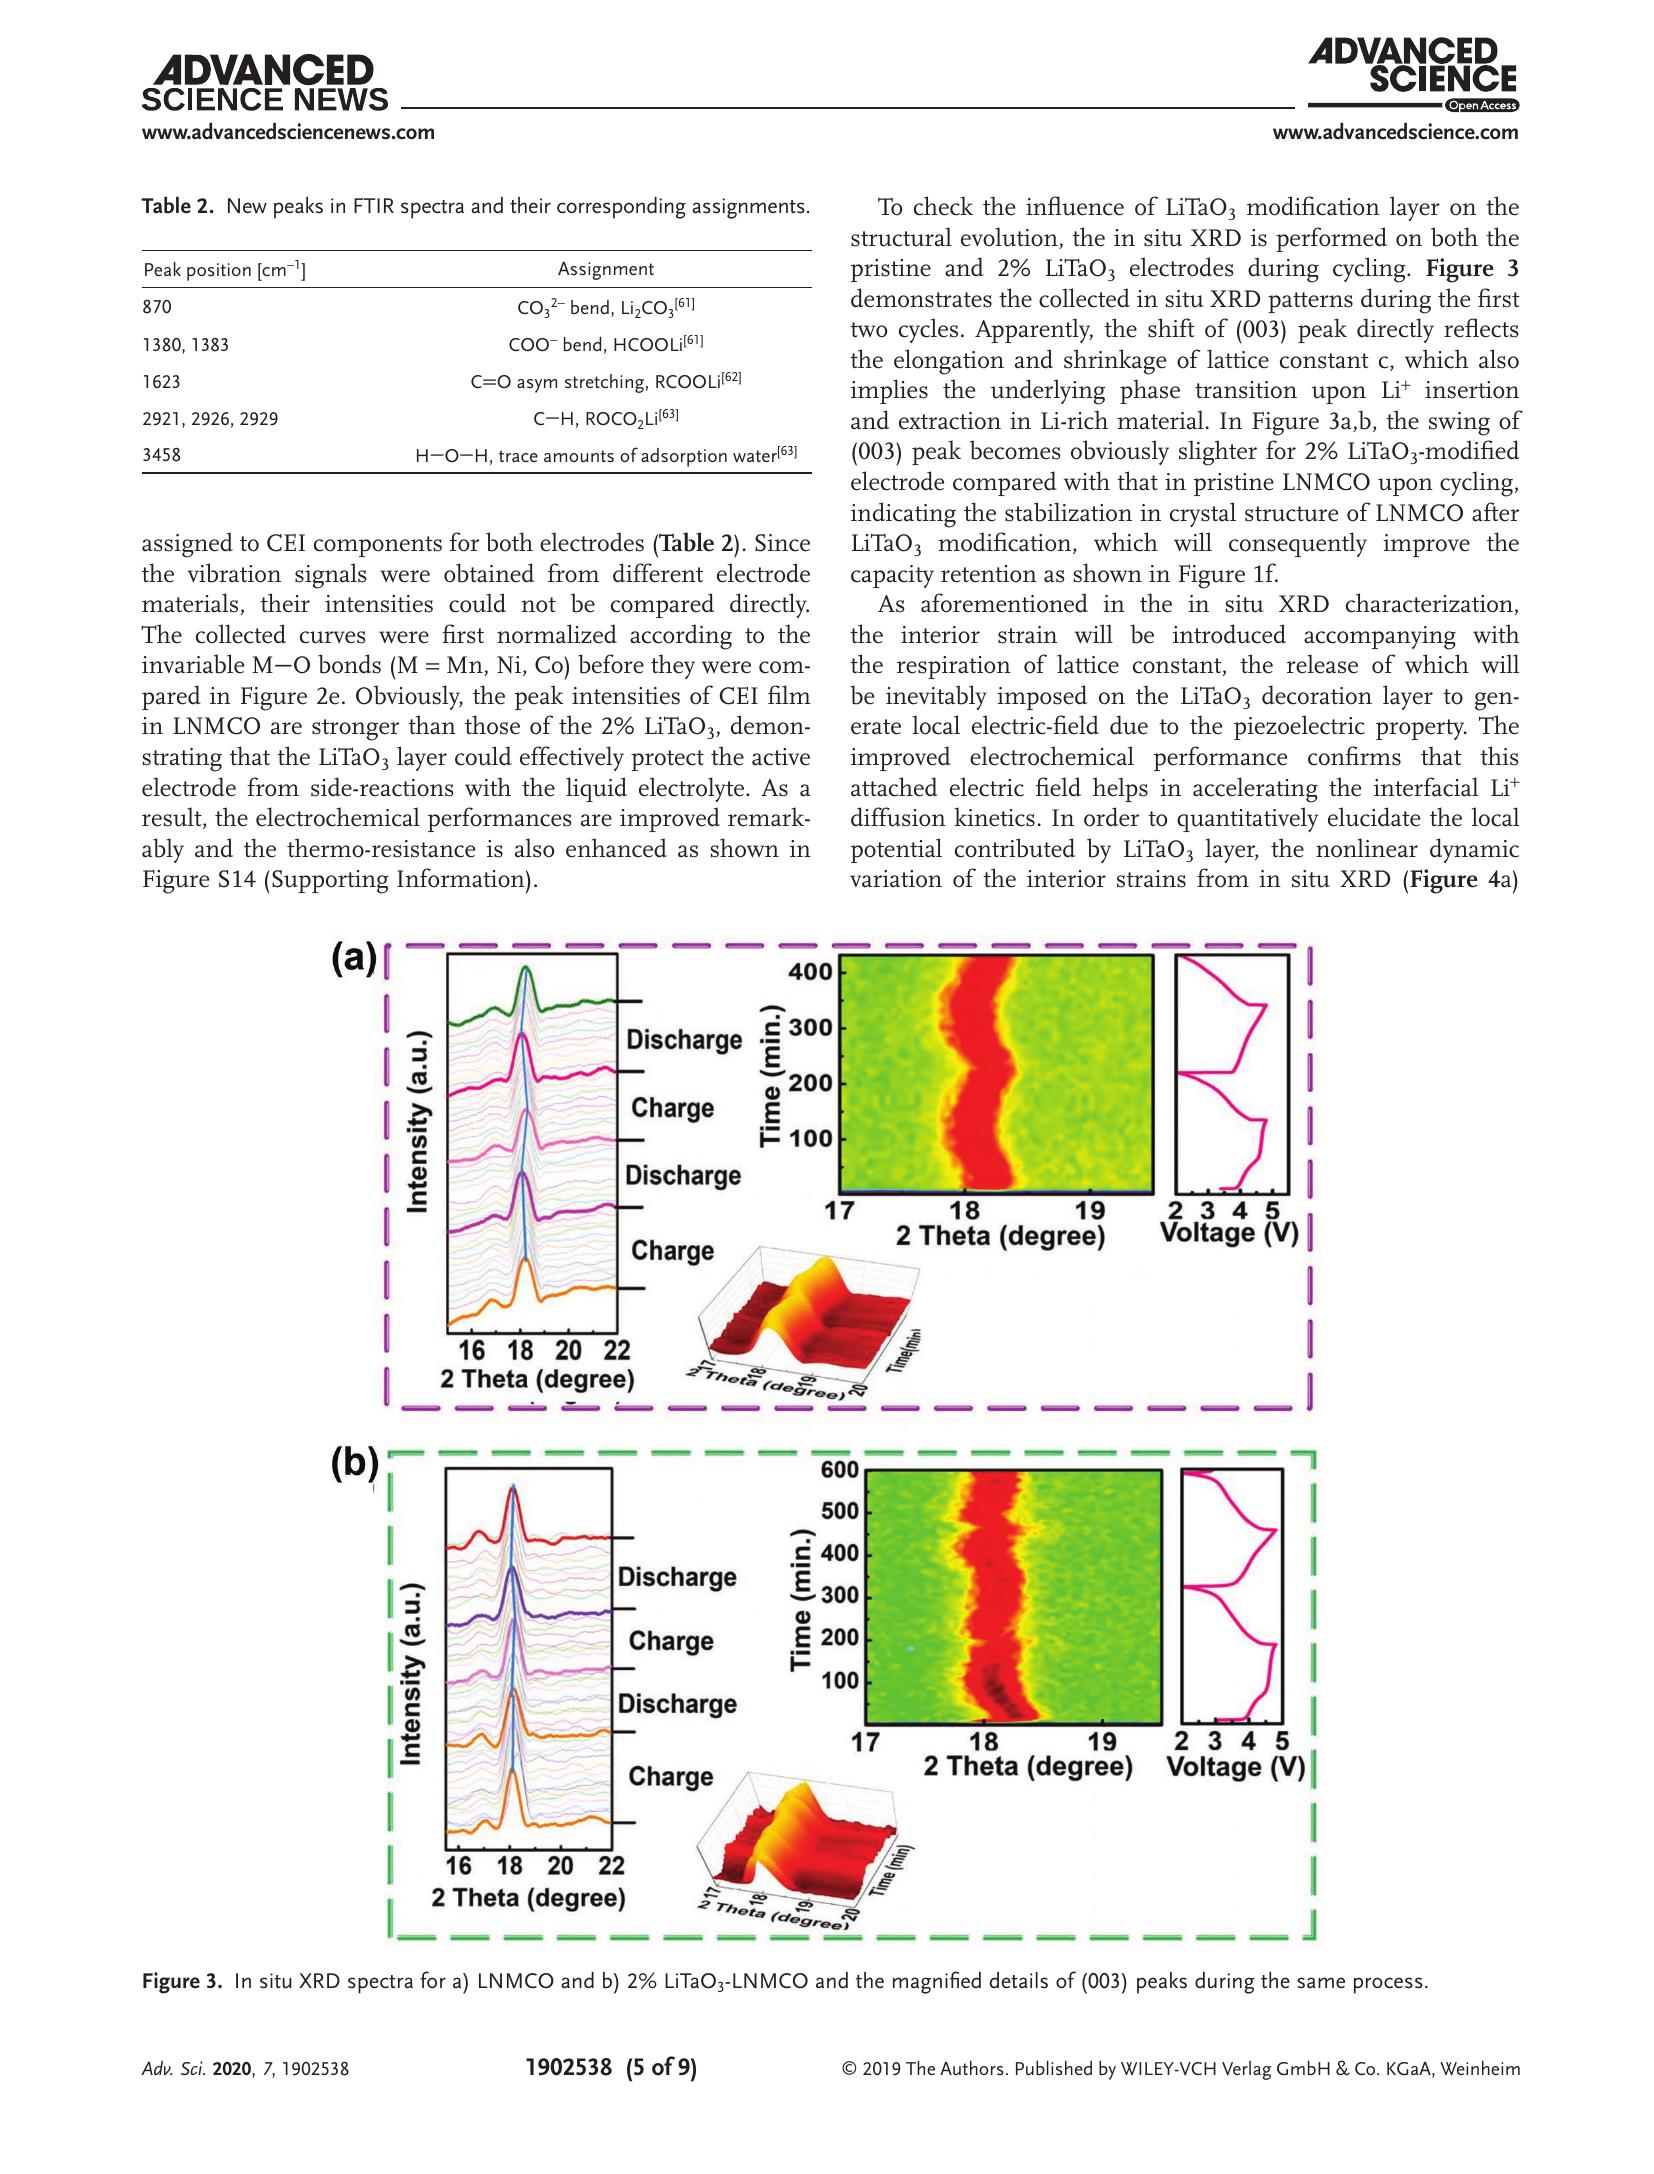 ADVANCED
SCIENCE NEWS
www.advancedsciencenews.com
ADVANCED
SCIENCE
Open Access
www.advancedscience.com
Table 2. New peaks in FTIR spectra and their corresponding assignments.
Peak position [cm⁻¹] Assignment
870 CO₃²⁻ bend, Li₂CO₃[61]
1380, 1383 COO⁻ bend, HCOOLi[61]
1623 C=O asym stretching, RCOOLi[62]
2921, 2926, 2929 C−H, ROCO₂Li[63]
3458 H−O−H, trace amounts of adsorption water[63]
assigned to CEI components for both electrodes (Table 2). Since
the vibration signals were obtained from different electrode
materials, their intensities could not be compared directly.
The collected curves were first normalized according to the
invariable M−O bonds (M = Mn, Ni, Co) before they were com-
pared in Figure 2e. Obviously, the peak intensities of CEI film
in LNMCO are stronger than those of the 2% LiTaO₃, demon-
strating that the LiTaO₃ layer could effectively protect the active
electrode from side-reactions with the liquid electrolyte. As a
result, the electrochemical performances are improved remark-
ably and the thermo-resistance is also enhanced as shown in
Figure S14 (Supporting Information).
To check the influence of LiTaO₃ modification layer on the
structural evolution, the in situ XRD is performed on both the
pristine and 2% LiTaO₃ electrodes during cycling. Figure 3
demonstrates the collected in situ XRD patterns during the first
two cycles. Apparently, the shift of (003) peak directly reflects
the elongation and shrinkage of lattice constant c, which also
implies the underlying phase transition upon Li⁺ insertion
and extraction in Li-rich material. In Figure 3a,b, the swing of
(003) peak becomes obviously slighter for 2% LiTaO₃-modified
electrode compared with that in pristine LNMCO upon cycling,
indicating the stabilization in crystal structure of LNMCO after
LiTaO₃ modification, which will consequently improve the
capacity retention as shown in Figure 1f.
As aforementioned in the in situ XRD characterization,
the interior strain will be introduced accompanying with
the respiration of lattice constant, the release of which will
be inevitably imposed on the LiTaO₃ decoration layer to gen-
erate local electric-field due to the piezoelectric property. The
improved electrochemical performance confirms that this
attached electric field helps in accelerating the interfacial Li⁺
diffusion kinetics. In order to quantitatively elucidate the local
potential contributed by LiTaO₃ layer, the nonlinear dynamic
variation of the interior strains from in situ XRD (Figure 4a)
(a)
Intensity (a.u.)
Discharge
Charge
Discharge
Charge
16 18 20 22
2 Theta (degree)
Time (min.)
400
300
200
100
17 18 19
2 Theta (degree)
2 3 4 5
Voltage (V)
17 18 19 20
2 Theta (degree)
Time(min)
(b)
Intensity (a.u.)
Discharge
Charge
Discharge
Charge
16 18 20 22
2 Theta (degree)
Time (min.)
600
500
400
300
200
100
17 18 19
2 Theta (degree)
2 3 4 5
Voltage (V)
17 18 19 20
2 Theta (degree)
Time (min)
Figure 3. In situ XRD spectra for a) LNMCO and b) 2% LiTaO₃-LNMCO and the magnified details of (003) peaks during the same process.
Adv. Sci. 2020, 7, 1902538
1902538 (5 of 9)
© 2019 The Authors. Published by WILEY-VCH Verlag GmbH & Co. KGaA, Weinheim